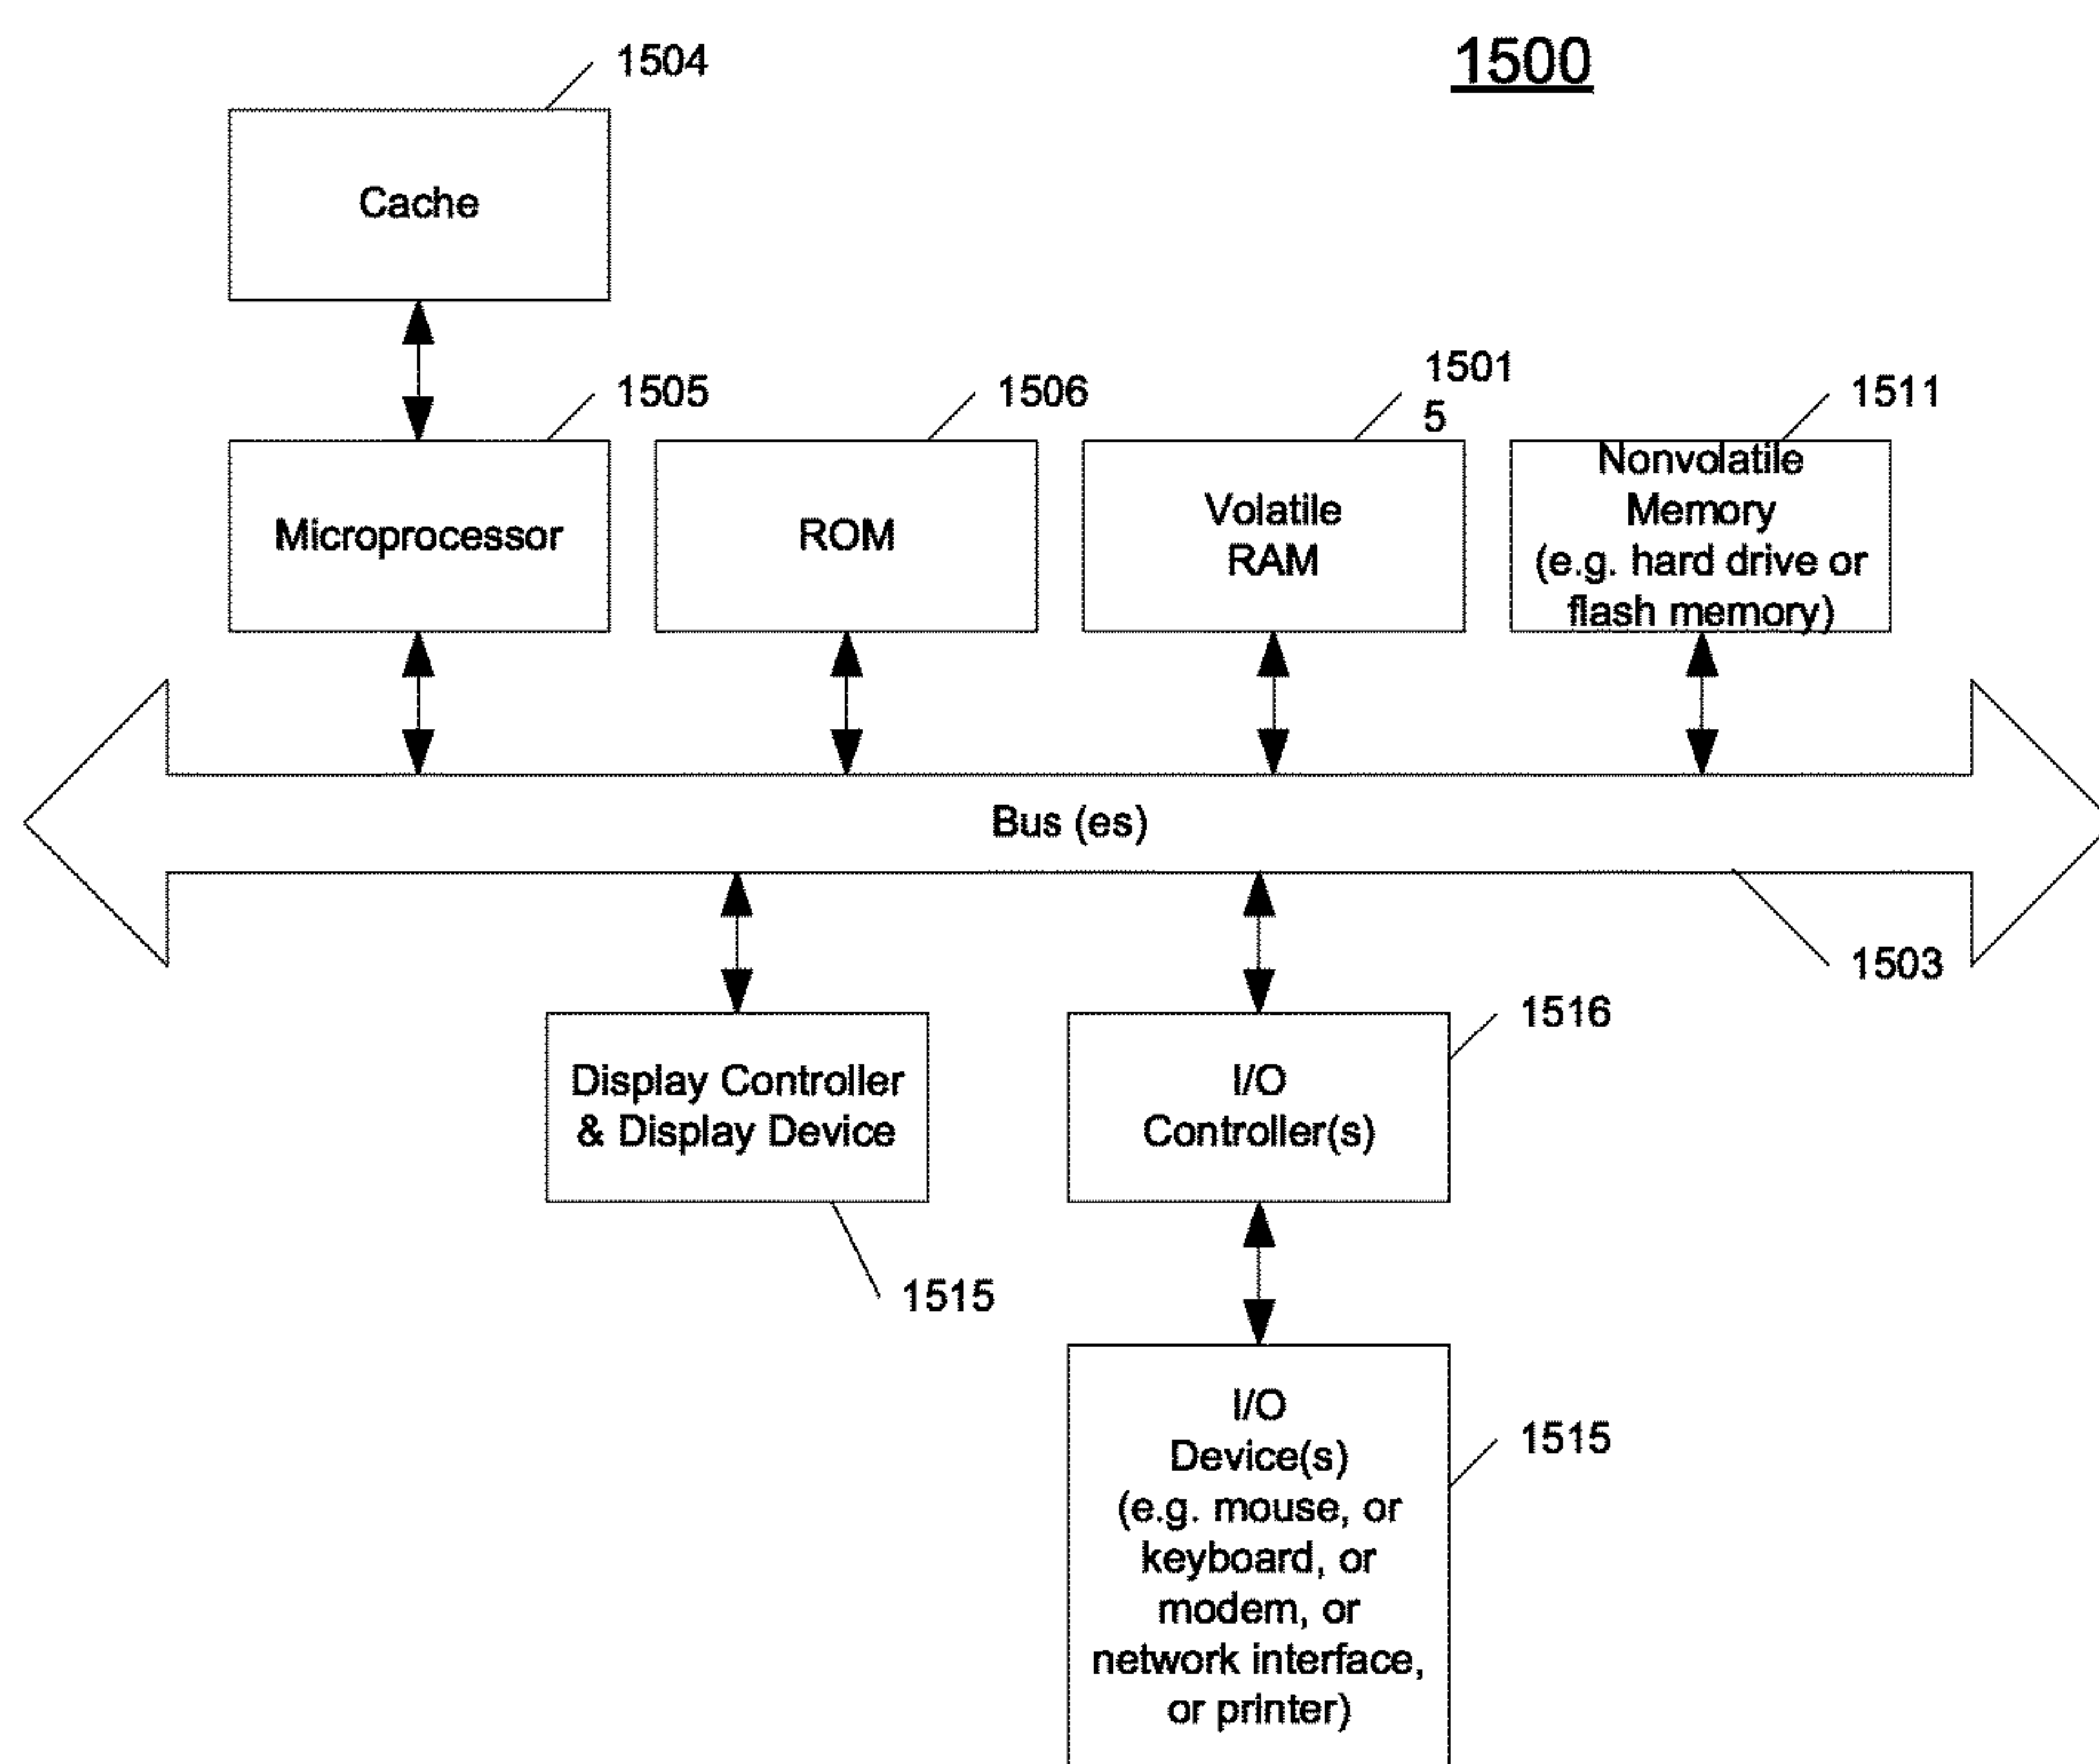 1500
1504
Cache
1505
1506
1501
5
1511
Microprocessor
ROM
Volatile
RAM
Nonvolatile
Memory
(e.g. hard drive or
flash memory)
Bus (es)
1503
1516
Display Controller
& Display Device
I/O
Controller(s)
1515
I/O
Device(s)
(e.g. mouse, or
keyboard, or
modem, or
network interface,
or printer)
1515